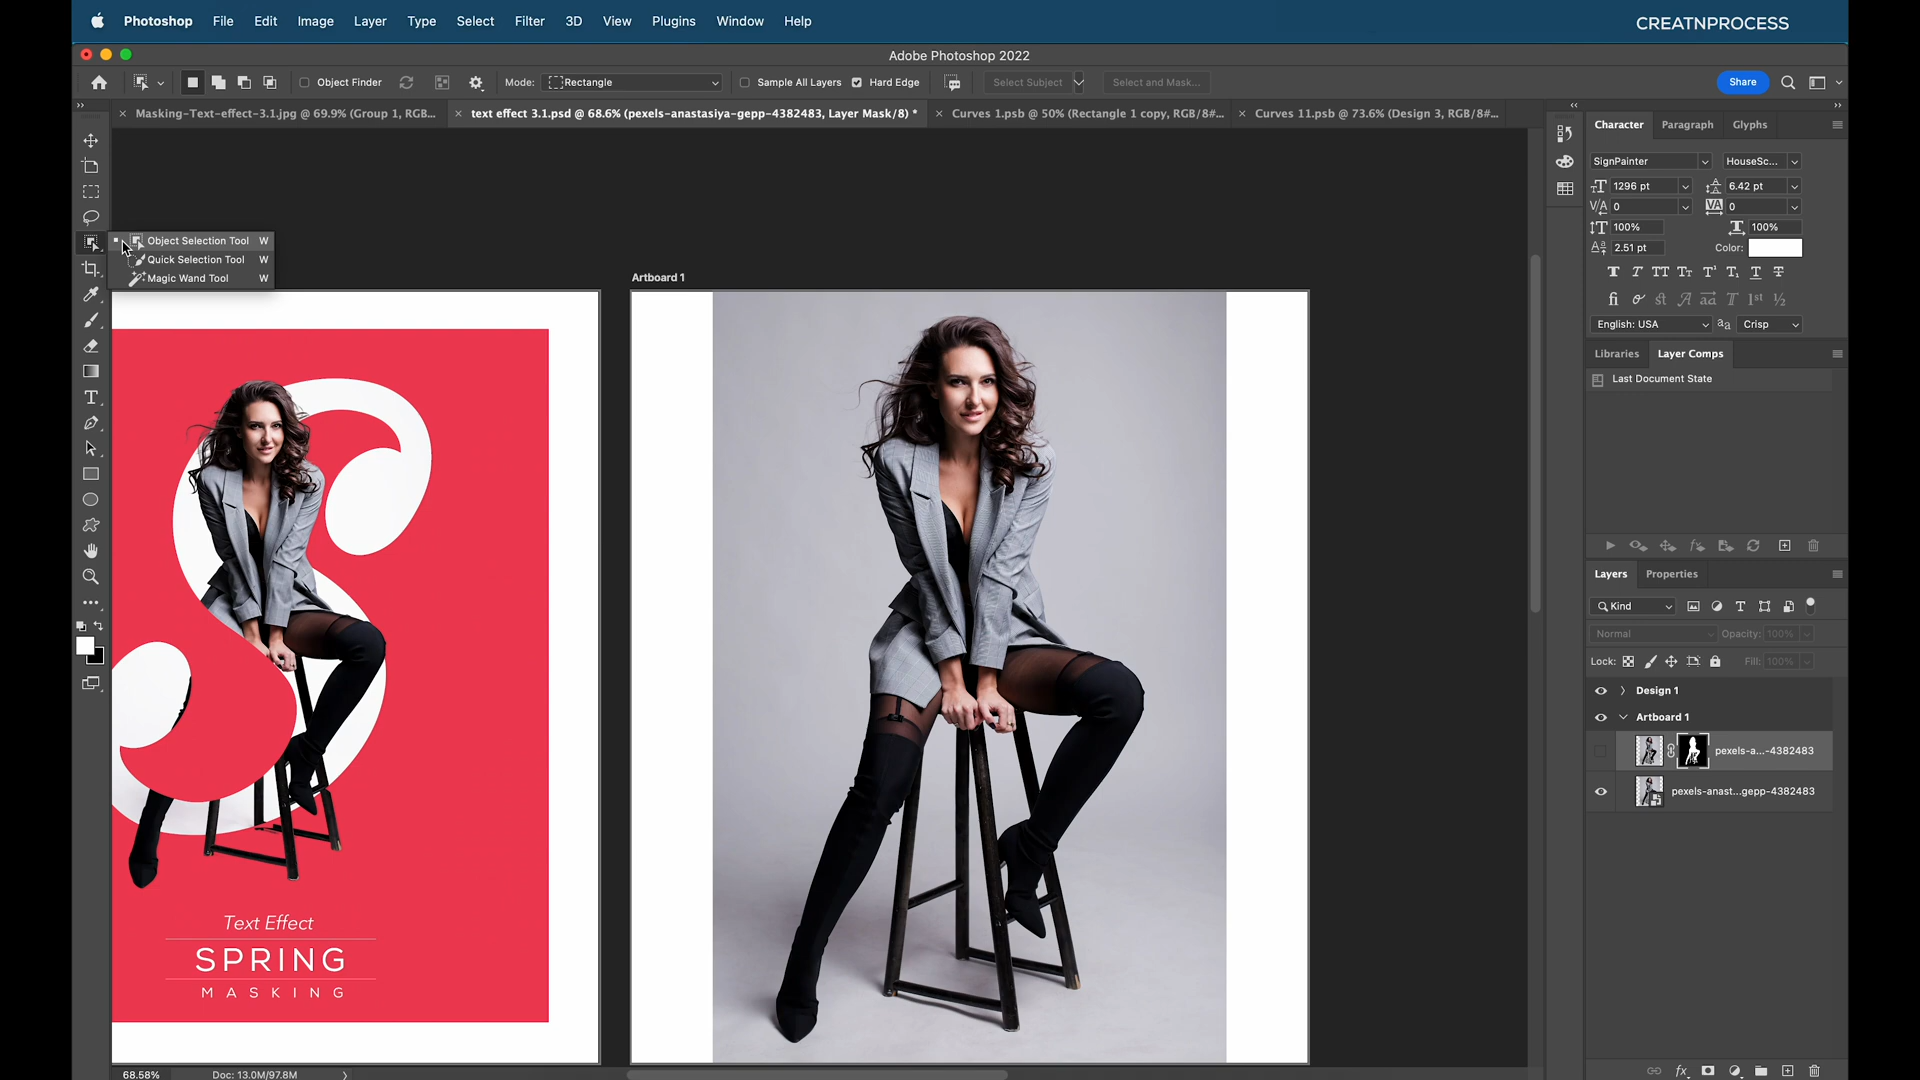 Photoshop File Edit Image Layer Type Select Filter 3D View Plugins Window Help
CREATNPROCESS
Adobe Photoshop 2022
Object Finder Mode: Rectangle Sample All Layers Hard Edge Select Subject Select and Mask... Share
Masking-Text-effect-3.1.jpg @ 69.9% (Group 1, RGB... text effect 3.1.psd @ 68.6% (pexels-anastasiya-gepp-4382483, Layer Mask/8) * Curves 1.psb @ 50% (Rectangle 1 copy, RGB/8#... Curves 11.psb @ 73.6% (Design 3, RGB/8#...
Object Selection Tool W
Quick Selection Tool W
Magic Wand Tool W
Artboard 1
Text Effect
SPRING
MASKING
68.58% Doc: 13.0M/97.8M
Character Paragraph Glyphs
SignPainter HouseSc...
1296 pt 6.42 pt
0 0
100% 100%
2.51 pt Color:
English: USA Crisp
Libraries Layer Comps
Last Document State
Layers Properties
Kind
Normal Opacity: 100%
Lock: Fill: 100%
Design 1
Artboard 1
pexels-a...-4382483
pexels-anast...gepp-4382483